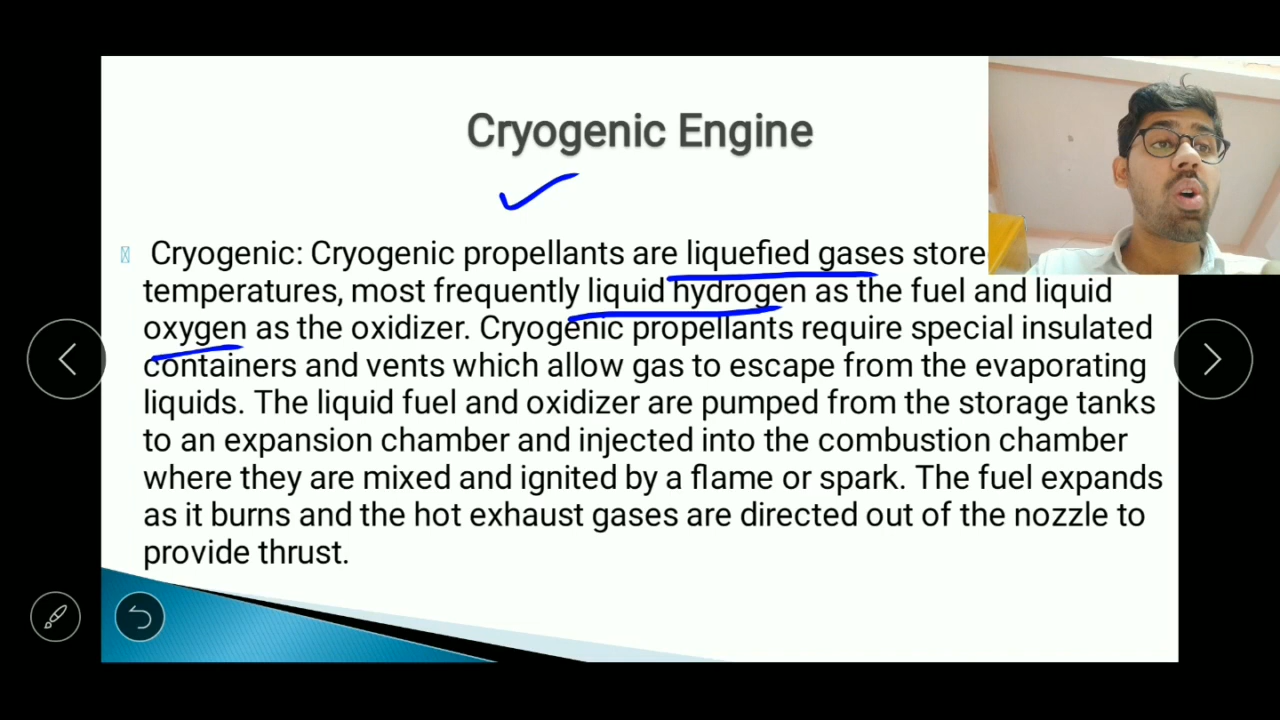 Cryogenic Engine
Cryogenic: Cryogenic propellants are liquefied gases store
temperatures, most frequently liquid hydrogen as the fuel and liquid
oxygen as the oxidizer. Cryogenic propellants require special insulated
containers and vents which allow gas to escape from the evaporating
liquids. The liquid fuel and oxidizer are pumped from the storage tanks
to an expansion chamber and injected into the combustion chamber
where they are mixed and ignited by a flame or spark. The fuel expands
as it burns and the hot exhaust gases are directed out of the nozzle to
provide thrust.